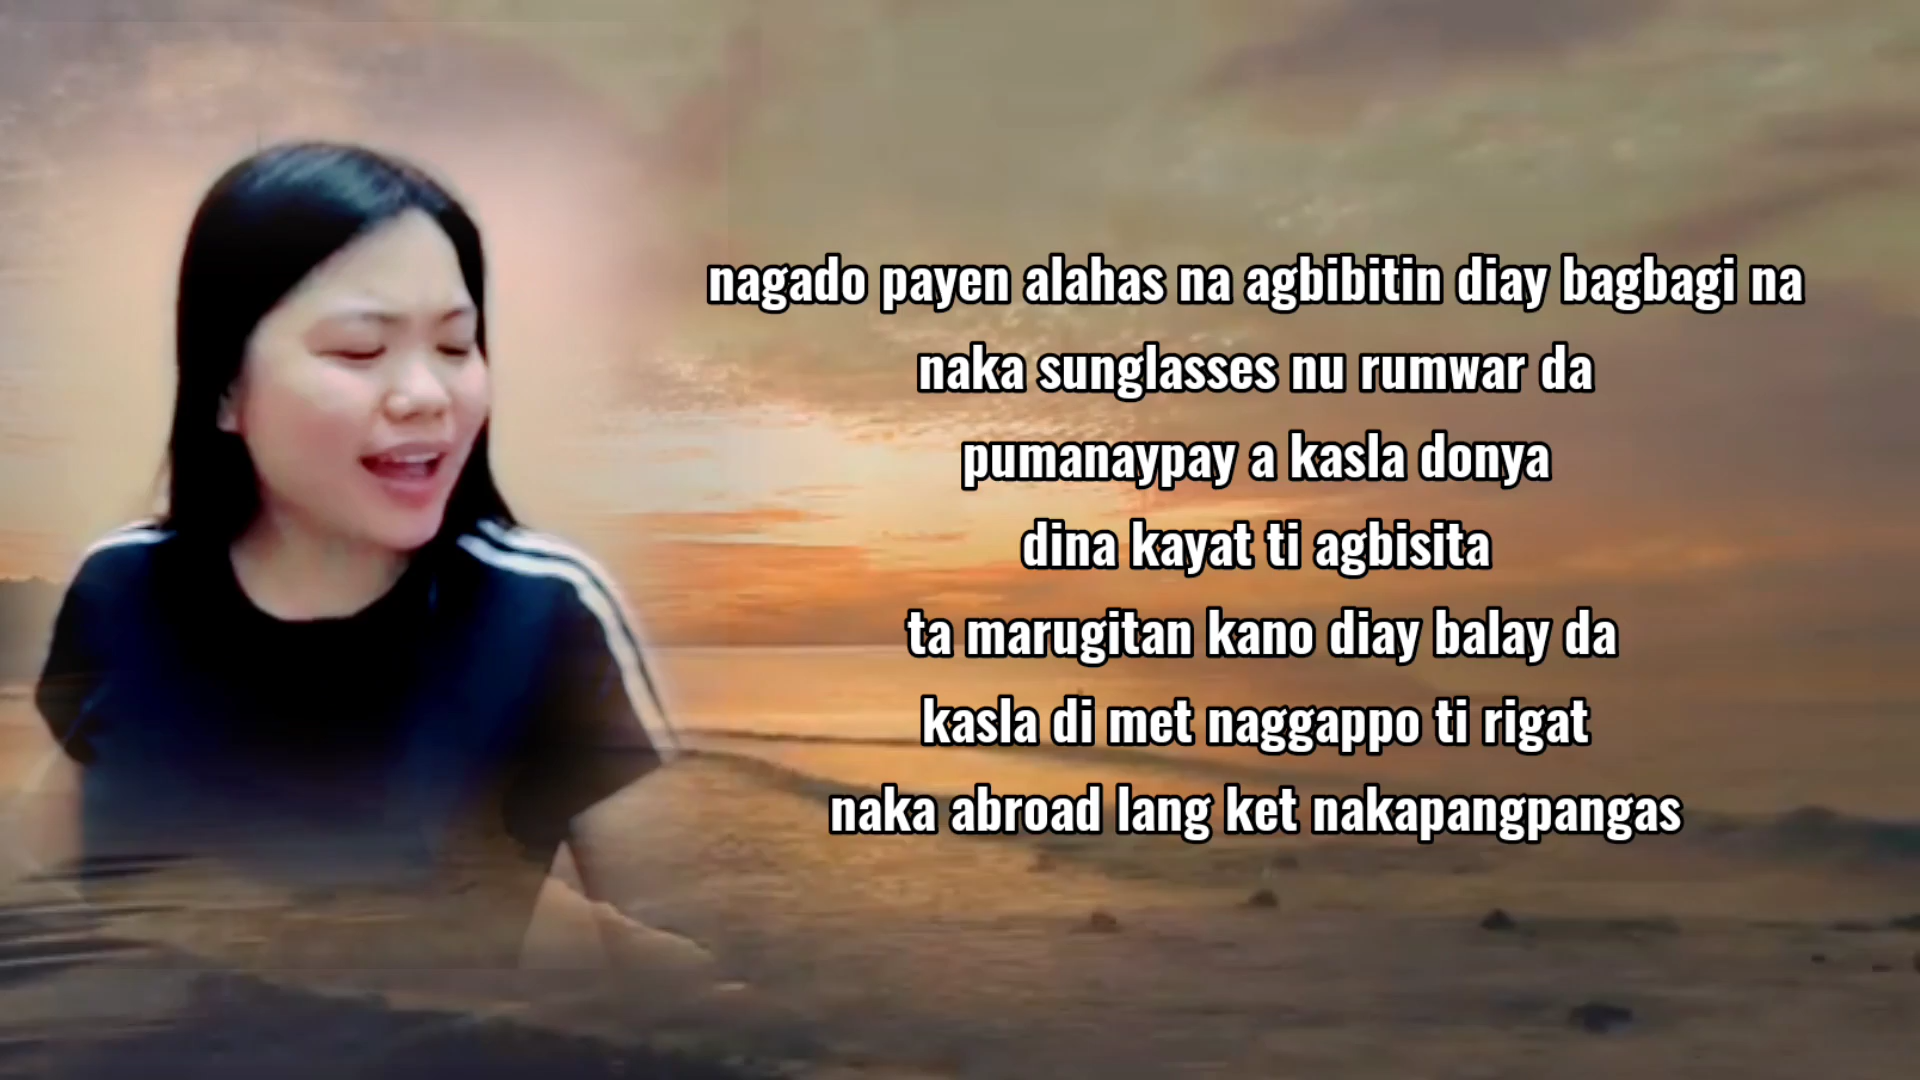 nagado payen alahas na agbibitin diay bagbagi na
naka sunglasses nu rumwar da
pumanaypay a kasla donya
dina kayat ti agbisita
ta marugitan kano diay balay da
kasla di met naggappo ti rigat
naka abroad lang ket nakapangpangas